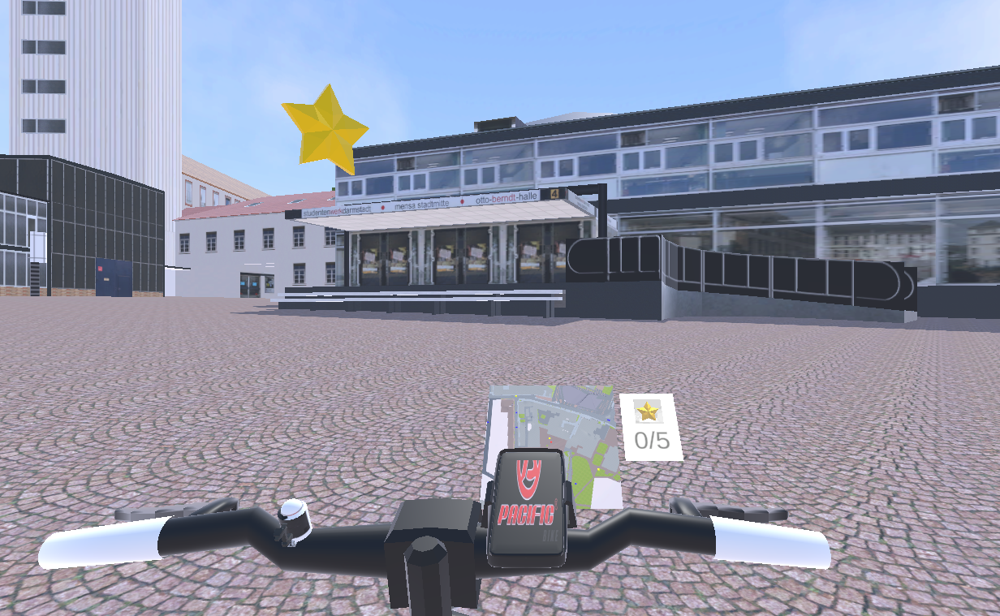 studentenwerkdarmstadt mensa stadtmitte otto-berndt-halle 4
0/5
PACIFIC